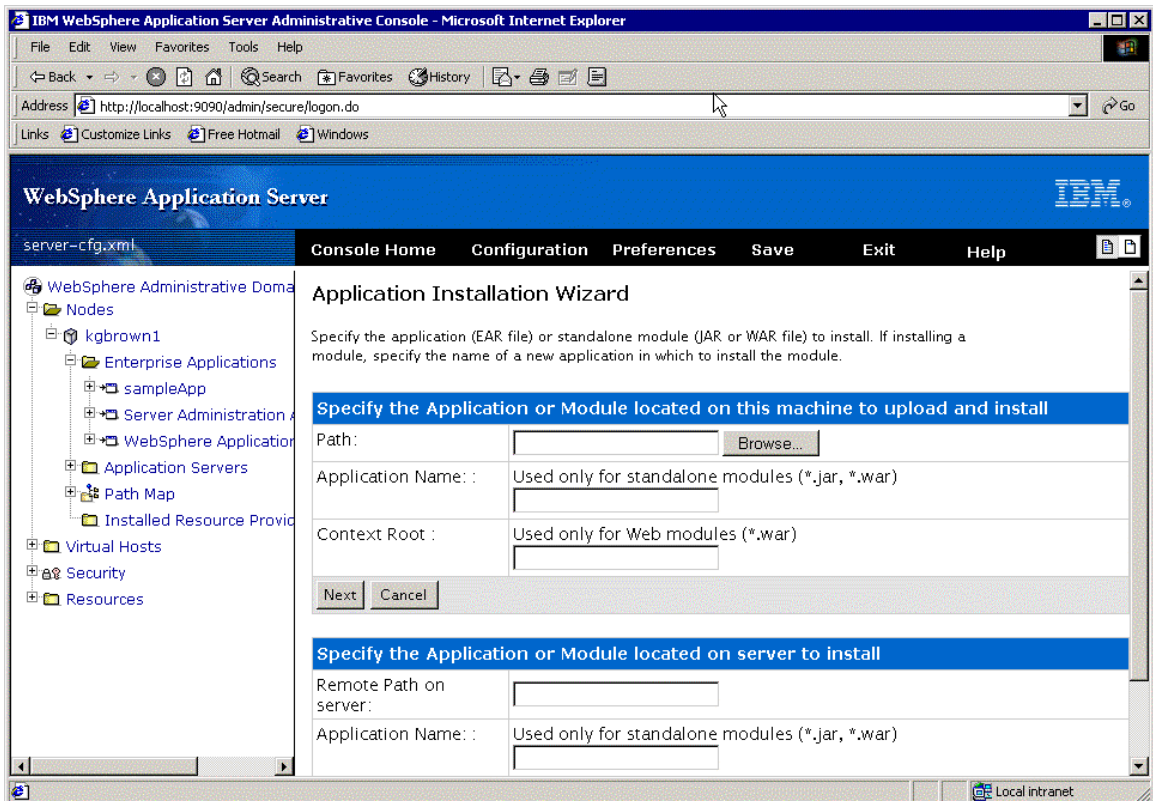 IBM WebSphere Application Server Administrative Console - Microsoft Internet Explorer
File Edit View Favorites Tools Help
Back Search Favorites History
Address http://localhost:9090/admin/secure/logon.do Go
Links Customize Links Free Hotmail Windows
WebSphere Application Server IBM®
server-cfg.xml
Console Home Configuration Preferences Save Exit Help
WebSphere Administrative Doma
Nodes
kgbrown1
Enterprise Applications
sampleApp
Server Administration A
WebSphere Application
Application Servers
Path Map
Installed Resource Provid
Virtual Hosts
Security
Resources
Application Installation Wizard
Specify the application (EAR file) or standalone module (JAR or WAR file) to install. If installing a
module, specify the name of a new application in which to install the module.
Specify the Application or Module located on this machine to upload and install
Path: Browse...
Application Name: : Used only for standalone modules (*.jar, *.war)
Context Root : Used only for Web modules (*.war)
Next Cancel
Specify the Application or Module located on server to install
Remote Path on
server:
Application Name: : Used only for standalone modules (*.jar, *.war)
Local intranet